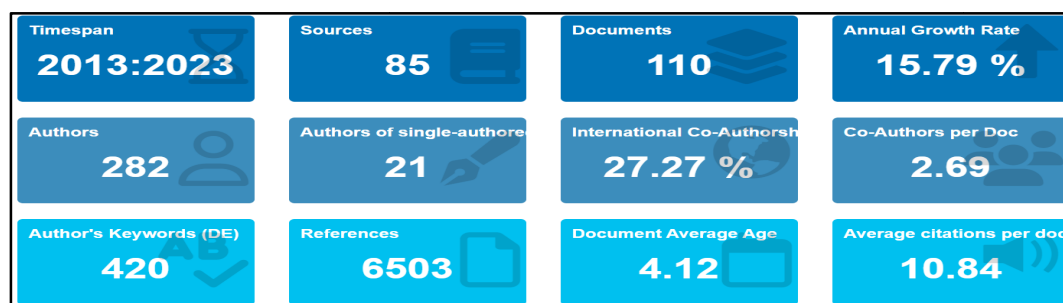 Timespan
2013:2023
Sources
85
Documents
110
Annual Growth Rate
15.79 %
Authors
282
Authors of single-authore
21
International Co-Authorsh
27.27 %
Co-Authors per Doc
2.69
Author's Keywords (DE)
AB
420
References
6503
Document Average Age
4.12
Average citations per doc
10.84